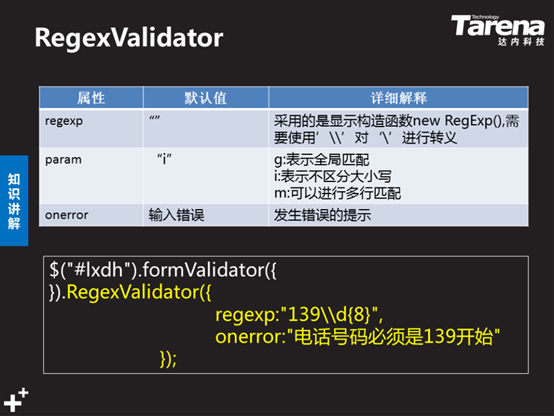 RegexValidator
Technology
Tarena
达内科技
属性 默认值 详细解释
regexp “” 采用的是显示构造函数new RegExp(),需
要使用’\\’对‘\’进行转义
param “i” g:表示全局匹配
i:表示不区分大小写
m:可以进行多行匹配
onerror 输入错误 发生错误的提示
知识讲解
$("#lxdh").formValidator({
}).RegexValidator({
regexp:"139\\d{8}",
onerror:"电话号码必须是139开始"
});